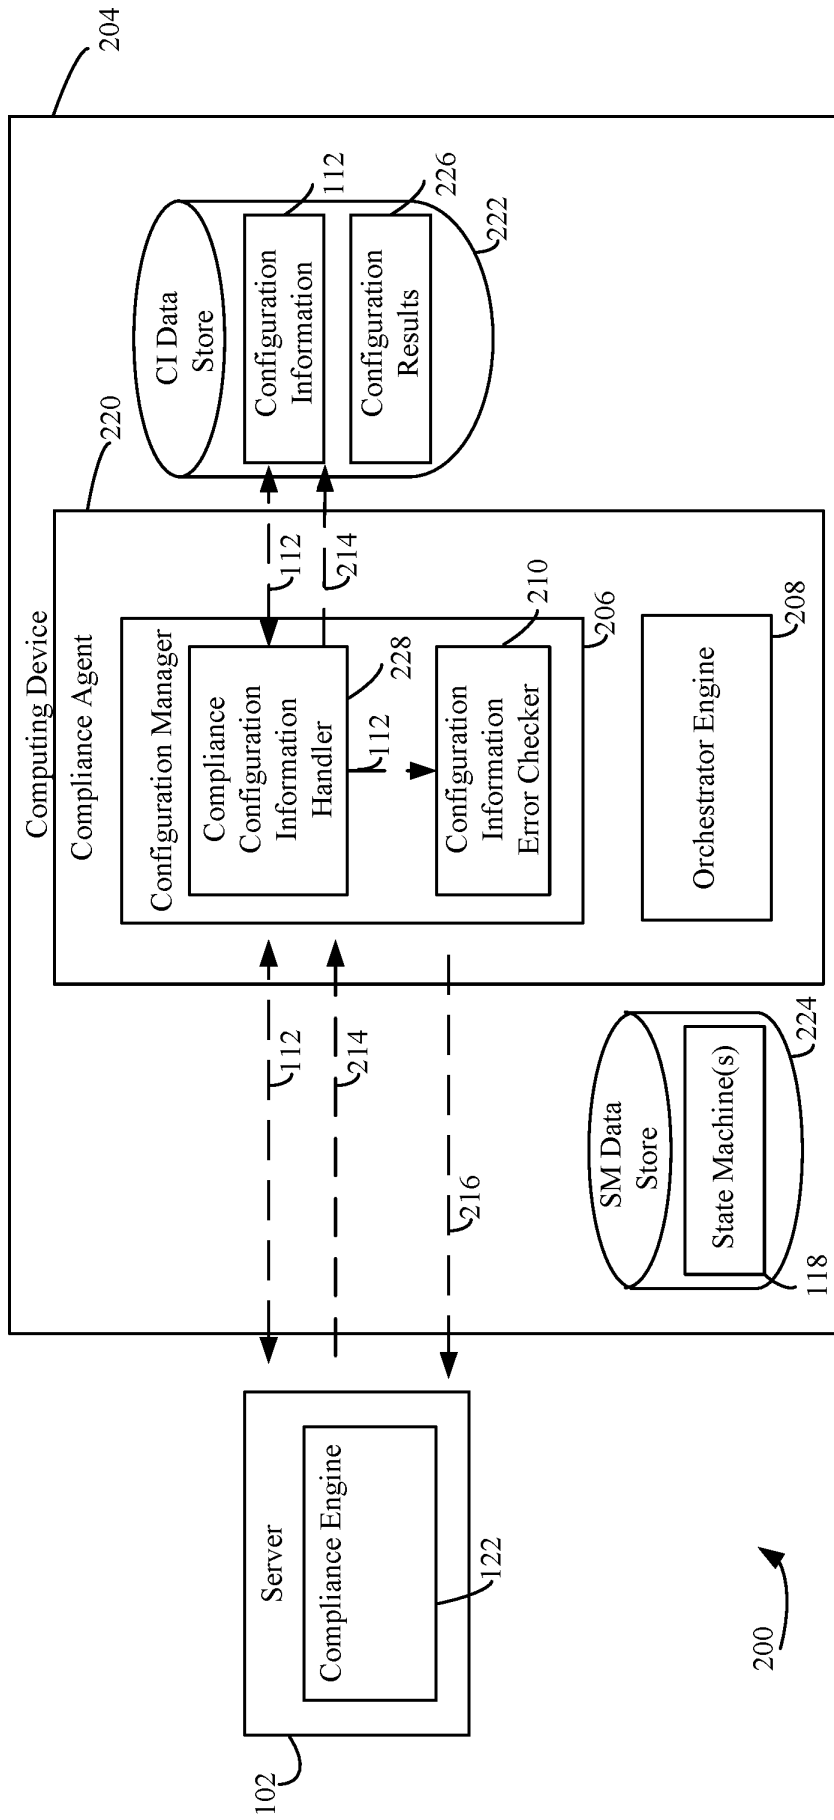 204
Computing Device
220
Compliance Agent
CI Data
Store
112
Configuration
Information
226
Configuration
Results
222
Configuration Manager
Compliance
Configuration
Information
Handler
228
112
214
112
210
Configuration
Information
Error Checker
206
Orchestrator Engine
208
112
214
216
SM Data
Store
State Machine(s)
118
224
Server
Compliance Engine
122
102
200